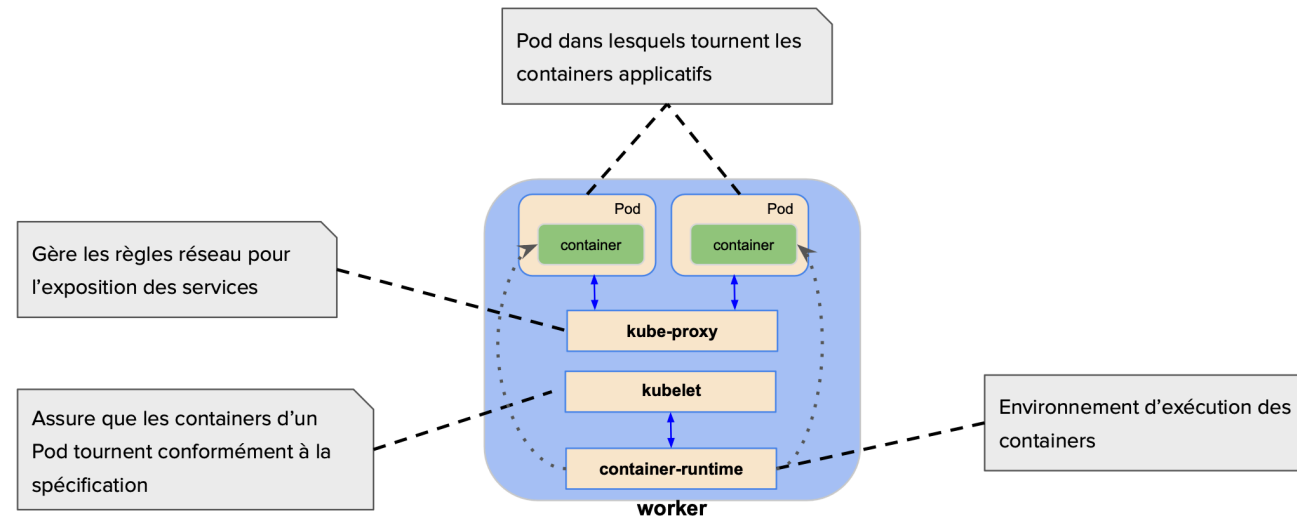 Pod dans lesquels tournent les
containers applicatifs
Pod
Pod
container
container
Gère les règles réseau pour
l’exposition des services
kube-proxy
kubelet
Assure que les containers d’un
Pod tournent conformément à la
spécification
Environnement d’exécution des
containers
container-runtime
worker